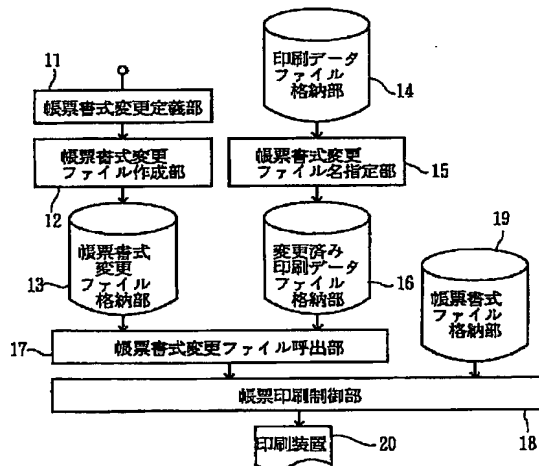 11
帳票書式変更定義部
帳票書式変更
ファイル作成部
12
帳票書式
変更
ファイル
格納部
13
印刷データ
ファイル
格納部
14
帳票書式変更
ファイル名指定部
15
変更済み
印刷データ
ファイル
格納部
16
19
帳票書式
ファイル
格納部
17
帳票書式変更ファイル呼出部
帳票印刷制御部
18
印刷装置
20